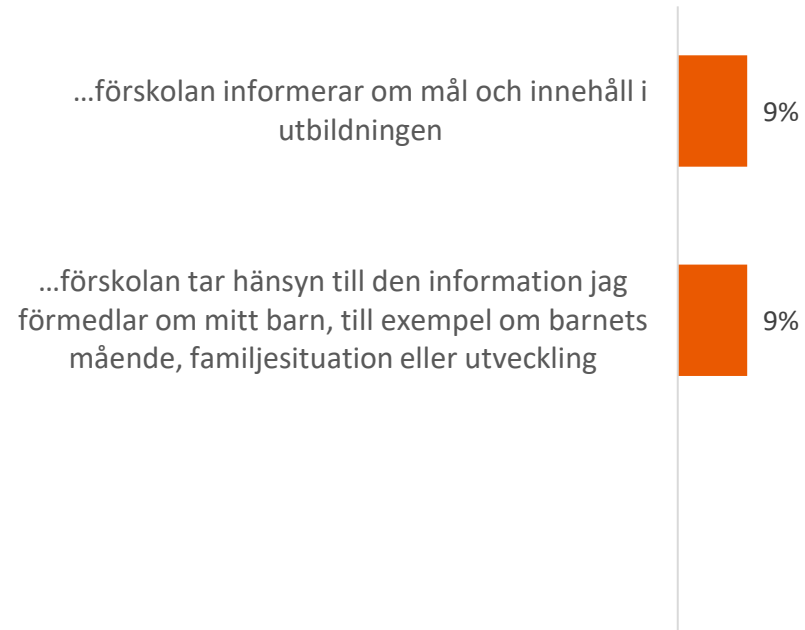 …förskolan informerar om mål och innehåll i
utbildningen
9%
…förskolan tar hänsyn till den information jag
förmedlar om mitt barn, till exempel om barnets
mående, familjesituation eller utveckling
9%